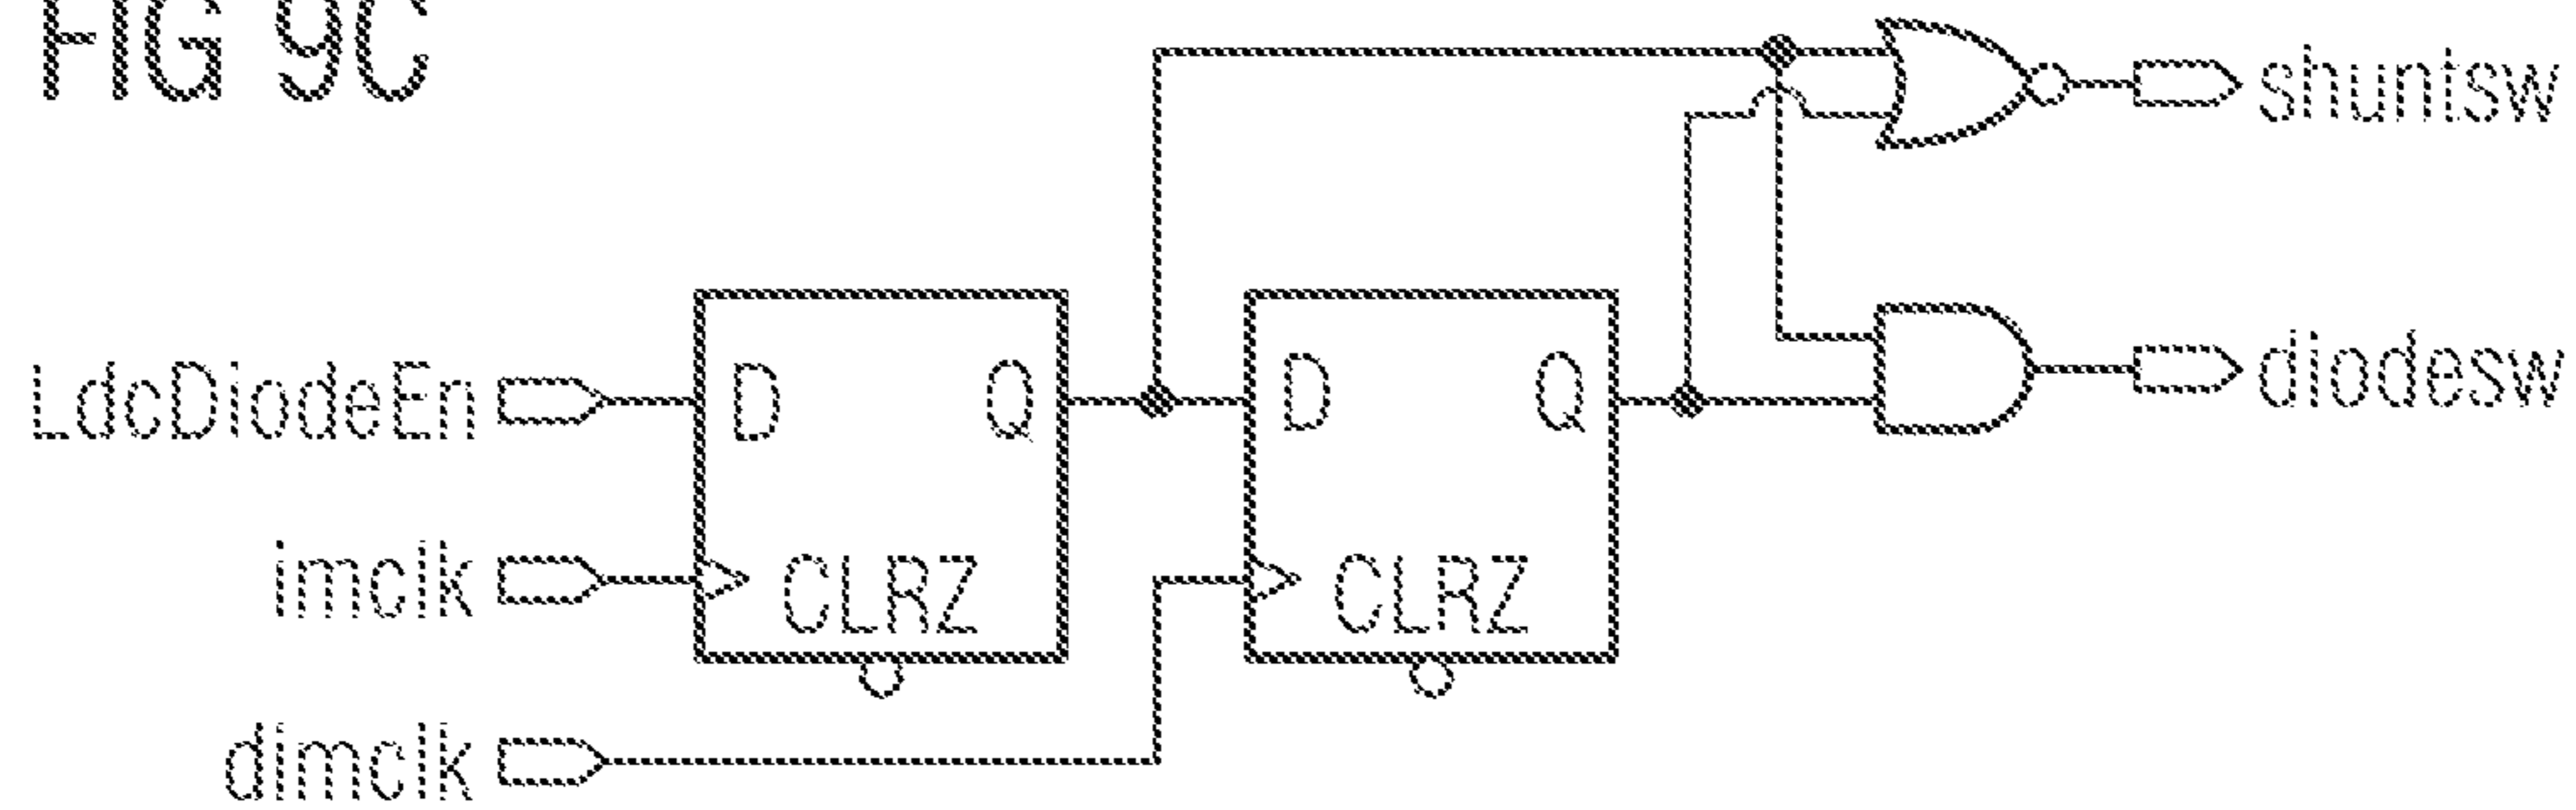 FIG 9C
shuntsw
LdcDiodeEn
D
Q
D
Q
diodesw
imclk
CLRZ
CLRZ
dimclk